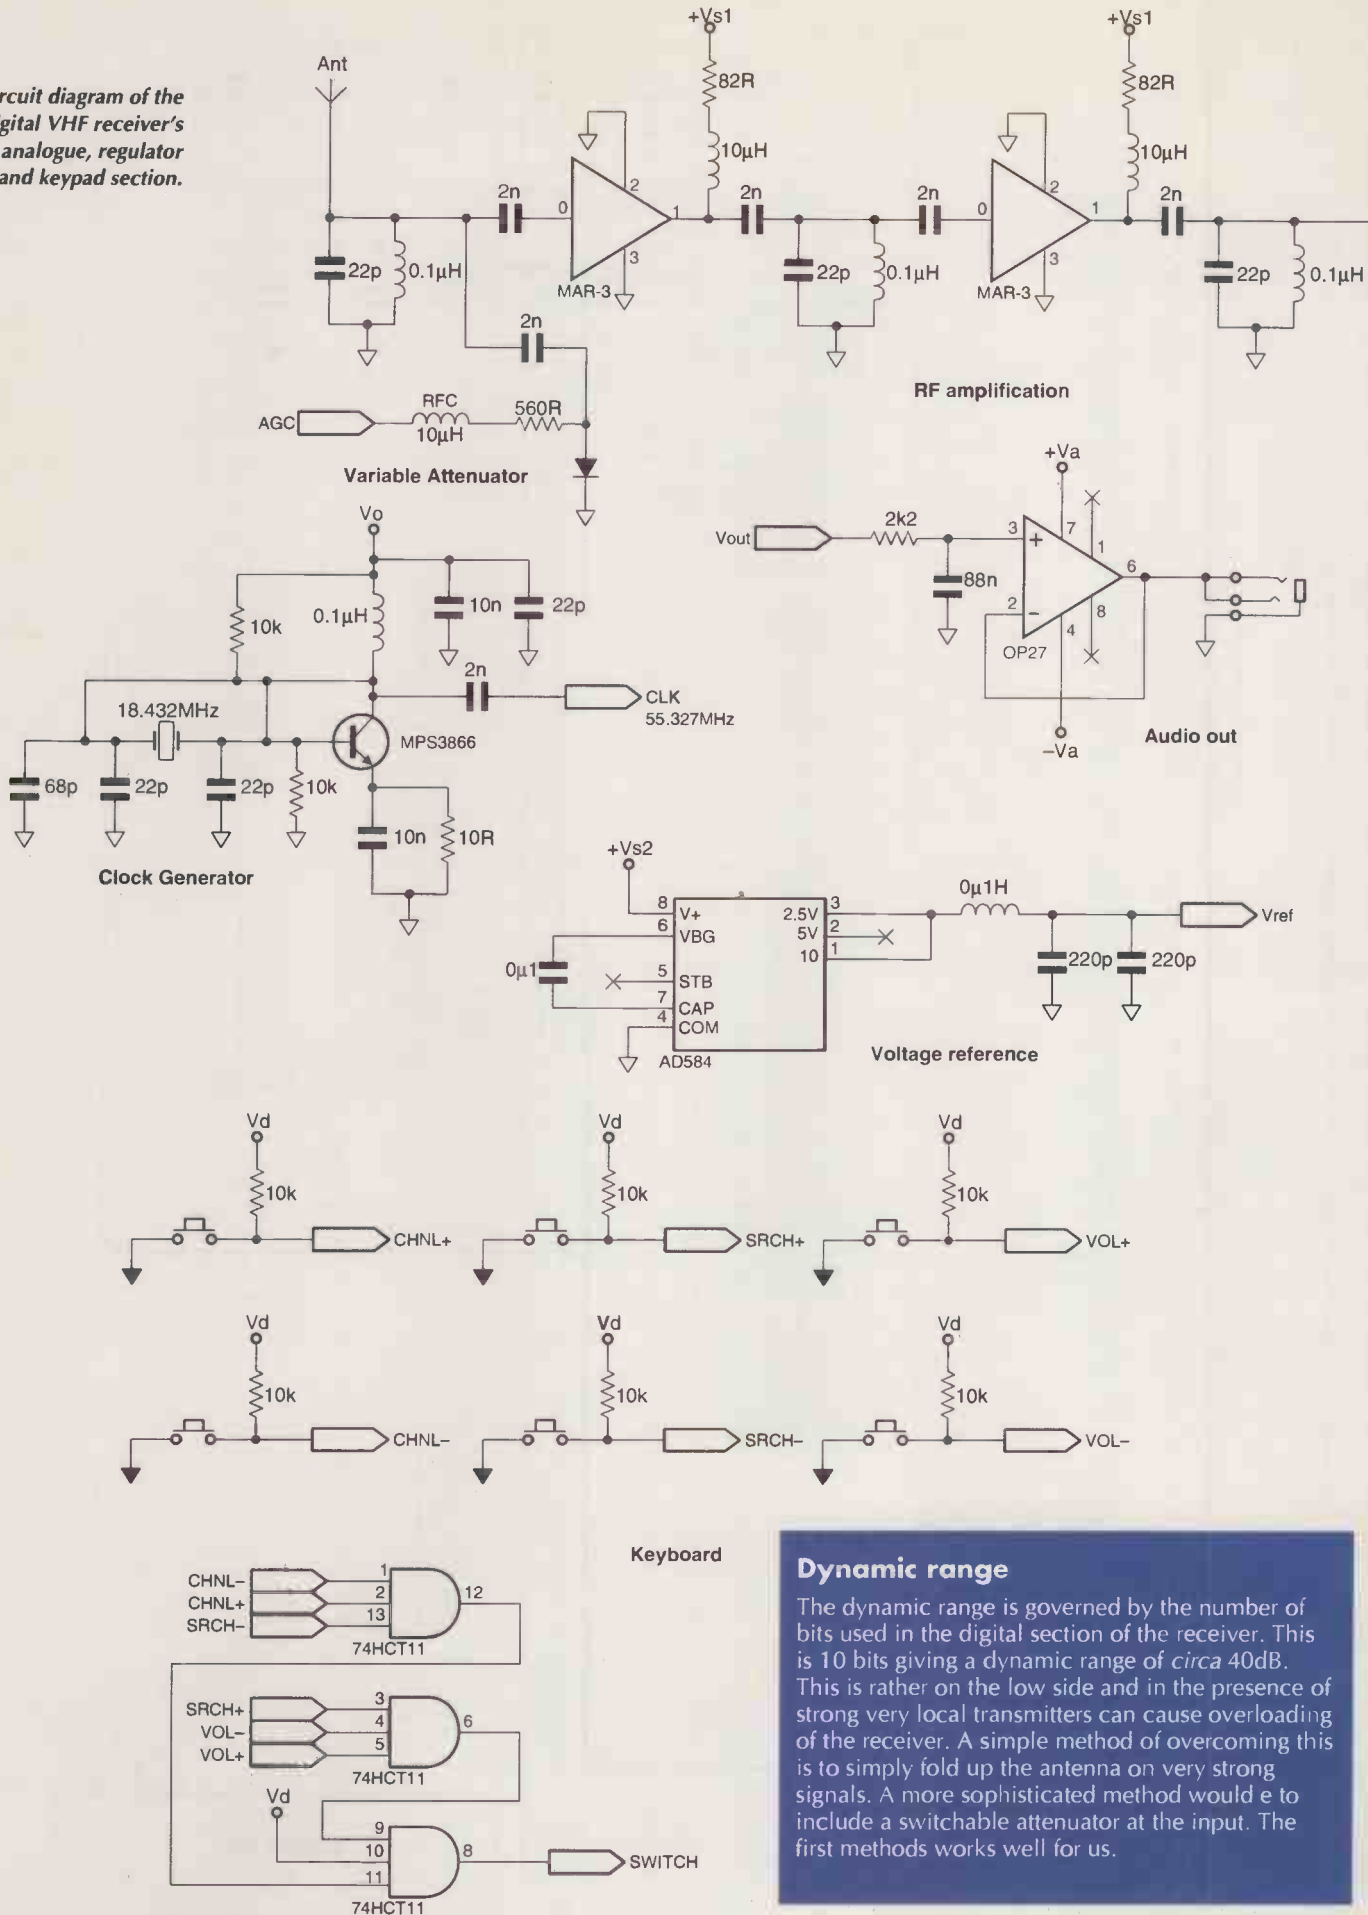 rcuit diagram of the
gital VHF receiver's
analogue, regulator
and keypad section.
Ant
+Vs1
82R
10µH
+Vs1
82R
10µH
2n
0
2
1
3
MAR-3
2n
2n
0
2
1
3
MAR-3
2n
22p
0.1µH
22p
0.1µH
22p
0.1µH
2n
RF amplification
AGC
RFC
10µH
560R
Variable Attenuator
Vo
10k
0.1µH
10n
22p
2n
CLK
55.327MHz
18.432MHz
MPS3866
68p
22p
22p
10k
10n
10R
Clock Generator
+Va
Vout
2k2
88n
3
+
7
1
6
2
–
8
4
OP27
–Va
Audio out
+Vs2
8
V+
6
VBG
5
STB
7
CAP
4
COM
2.5V
3
5V
2
10
1
0µ1
AD584
0µ1H
220p
220p
Vref
Voltage reference
Vd
10k
CHNL+
Vd
10k
SRCH+
Vd
10k
VOL+
Vd
10k
CHNL–
Vd
10k
SRCH–
Vd
10k
VOL–
Keyboard
CHNL–
CHNL+
SRCH–
1
2
13
12
74HCT11
SRCH+
VOL–
VOL+
3
4
5
6
74HCT11
Vd
9
10
11
8
74HCT11
SWITCH
Dynamic range
The dynamic range is governed by the number of
bits used in the digital section of the receiver. This
is 10 bits giving a dynamic range of circa 40dB.
This is rather on the low side and in the presence of
strong very local transmitters can cause overloading
of the receiver. A simple method of overcoming this
is to simply fold up the antenna on very strong
signals. A more sophisticated method would e to
include a switchable attenuator at the input. The
first methods works well for us.